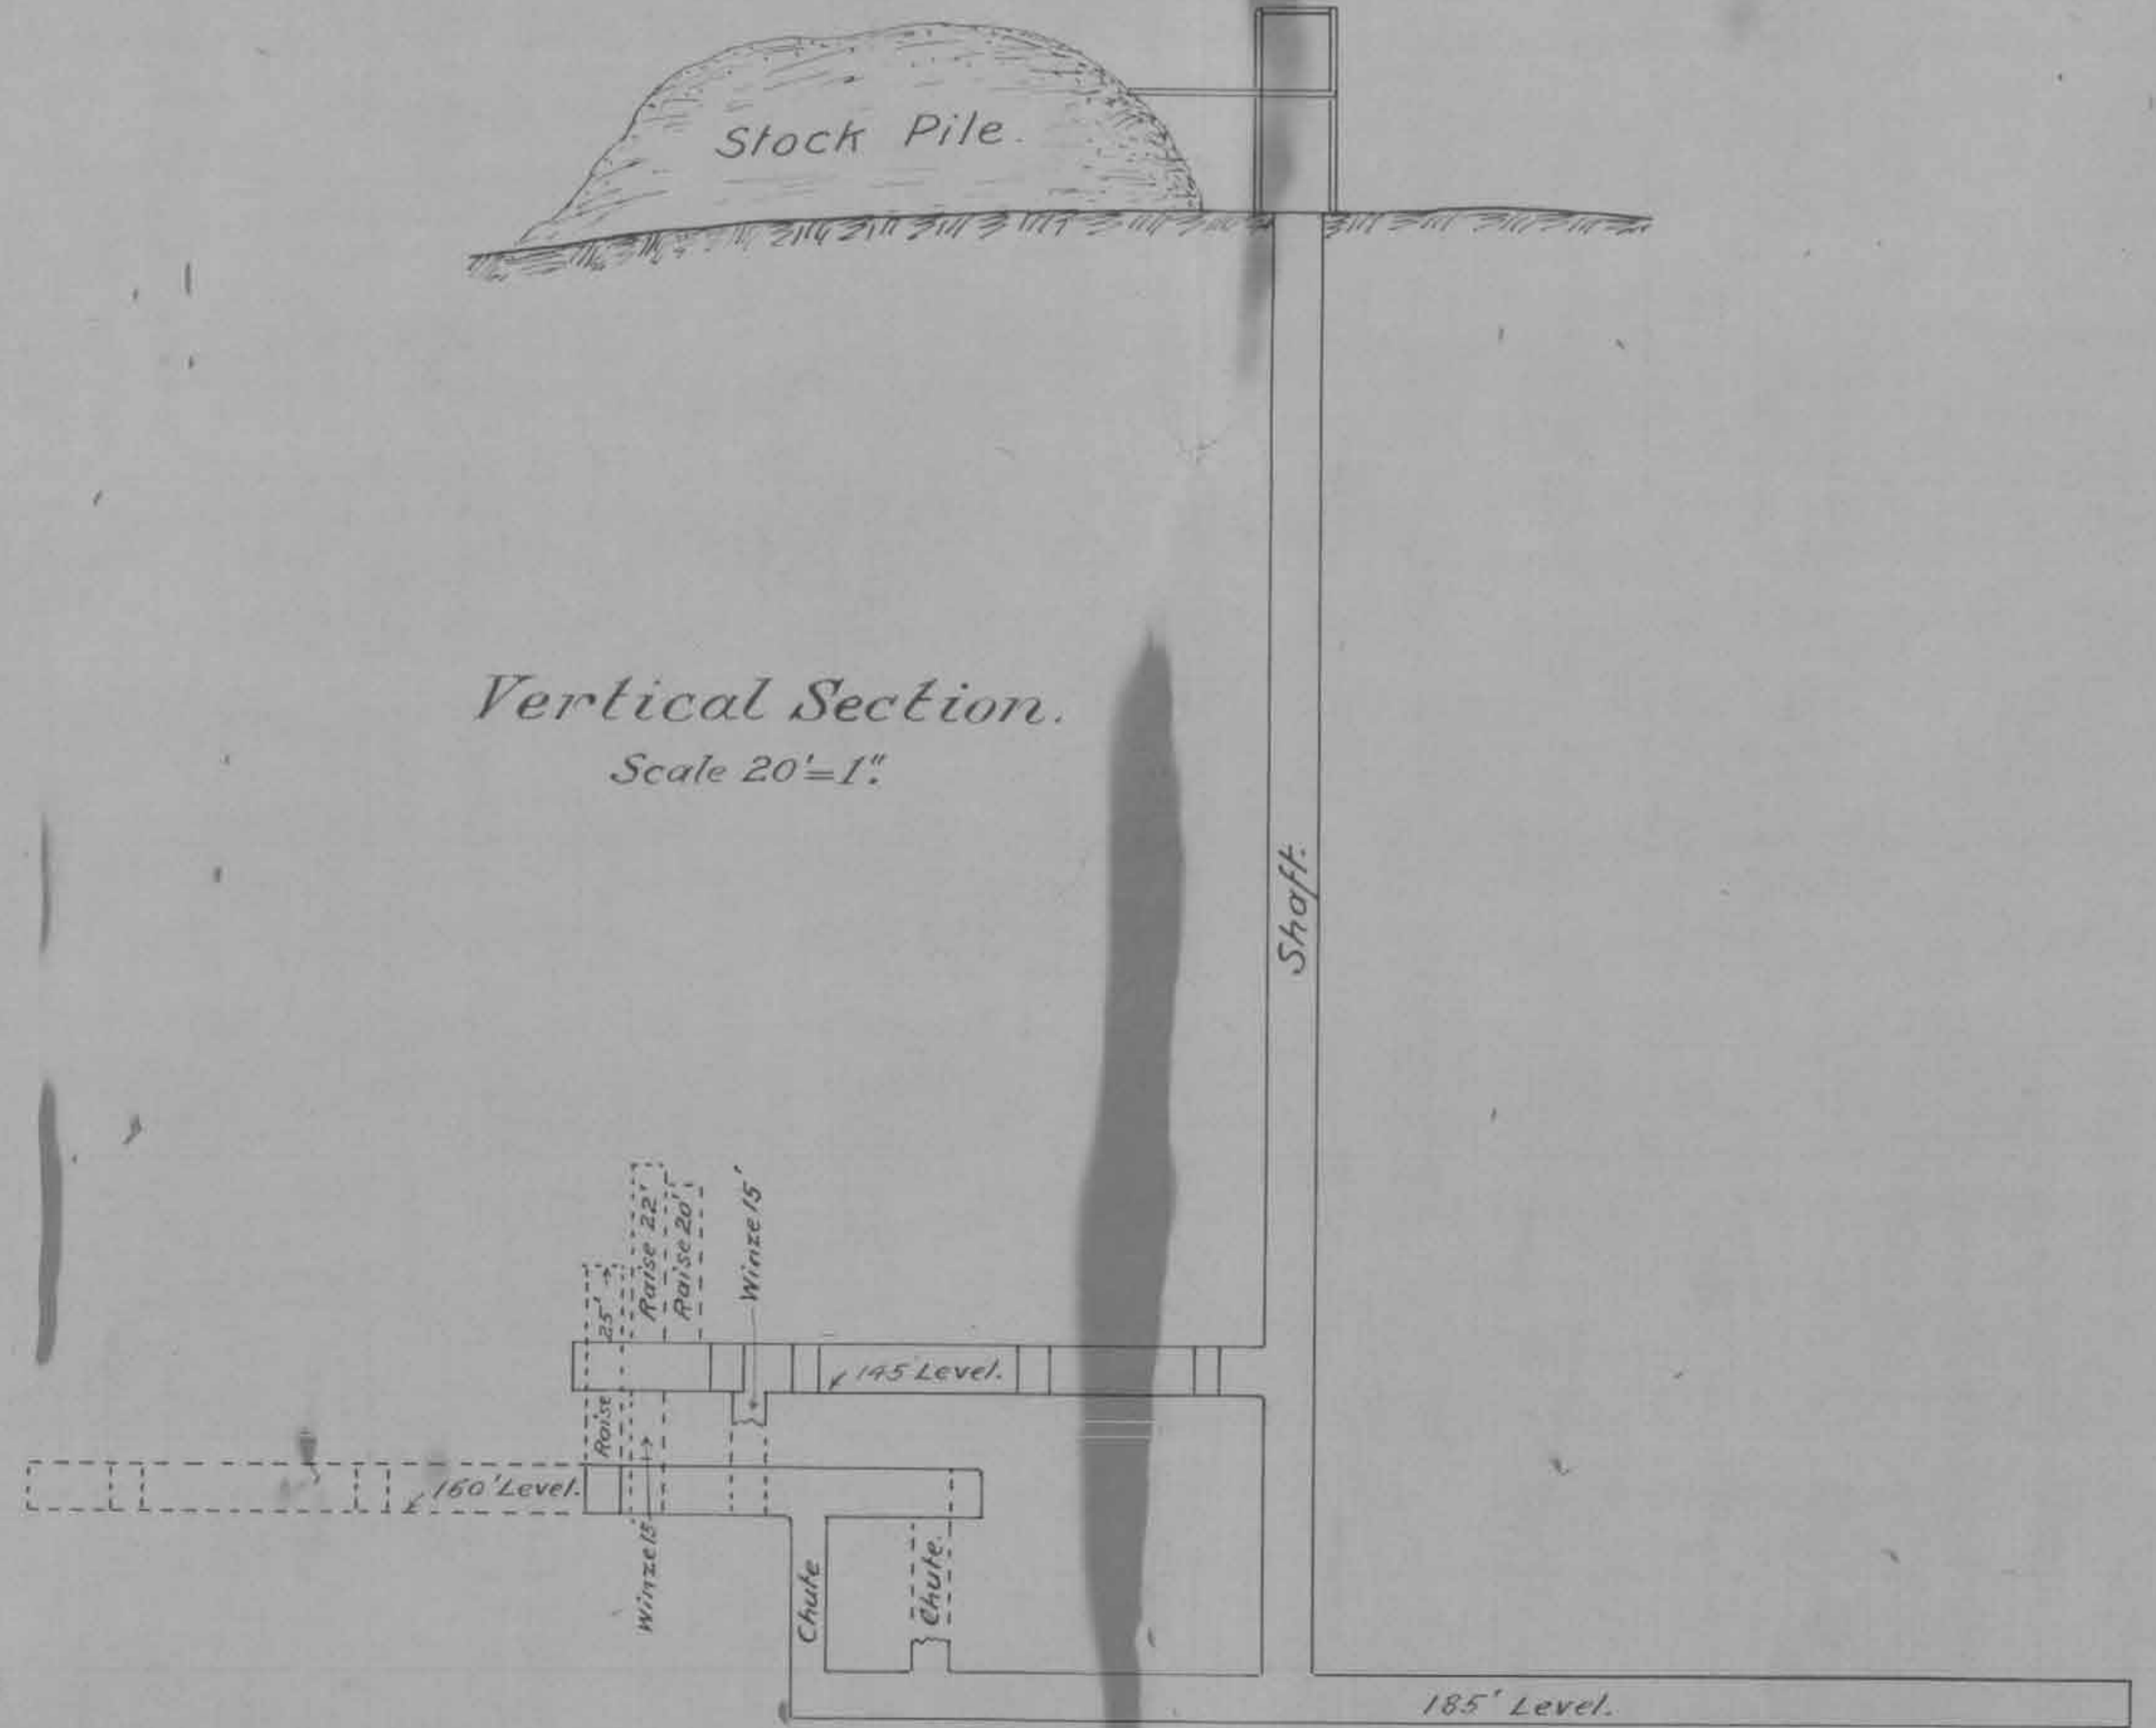 Stock Pile.
Vertical Section.
Scale 20'=1".
Shaft.
Raise 22'
Raise 20'
Winze 15'
Raise 25'
145 Level.
160' Level.
Winze 15'
Chute
Chute.
185' Level.